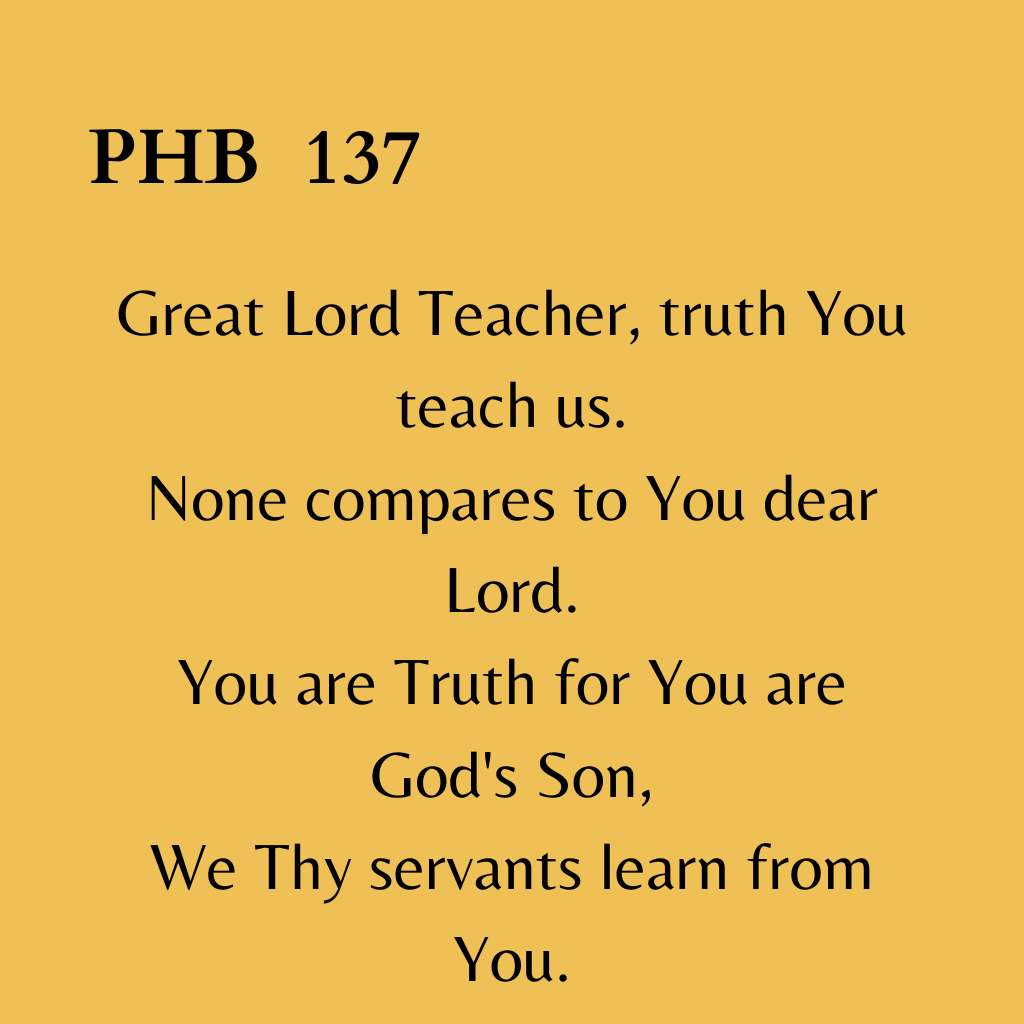 PHB 137
Great Lord Teacher, truth You
teach us.
None compares to You dear
Lord.
You are Truth for You are
God's Son,
We Thy servants learn from
You.